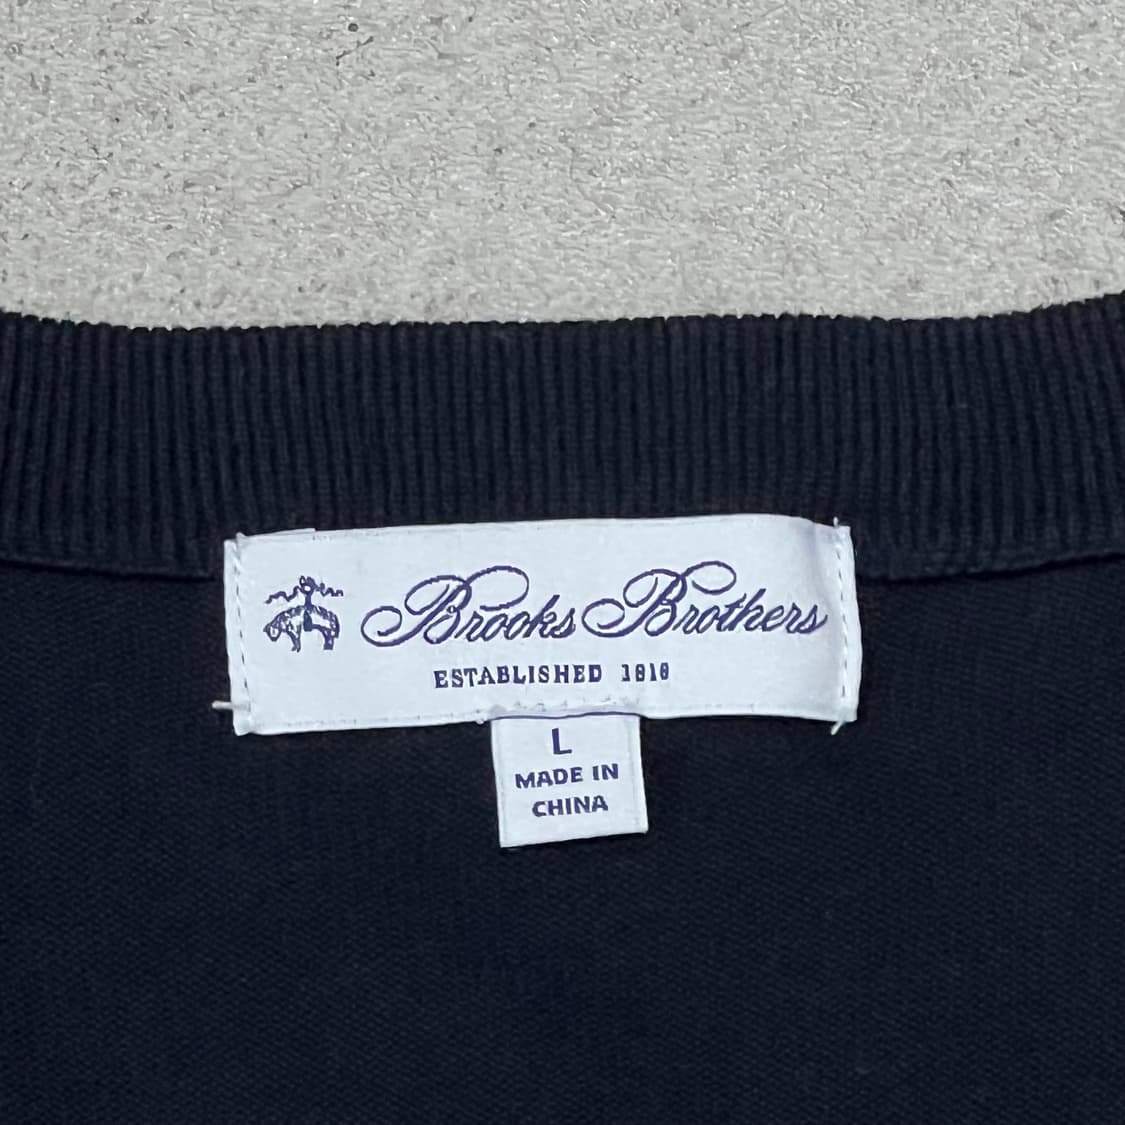 Brooks Brothers
ESTABLISHED 1818
L
MADE IN
CHINA